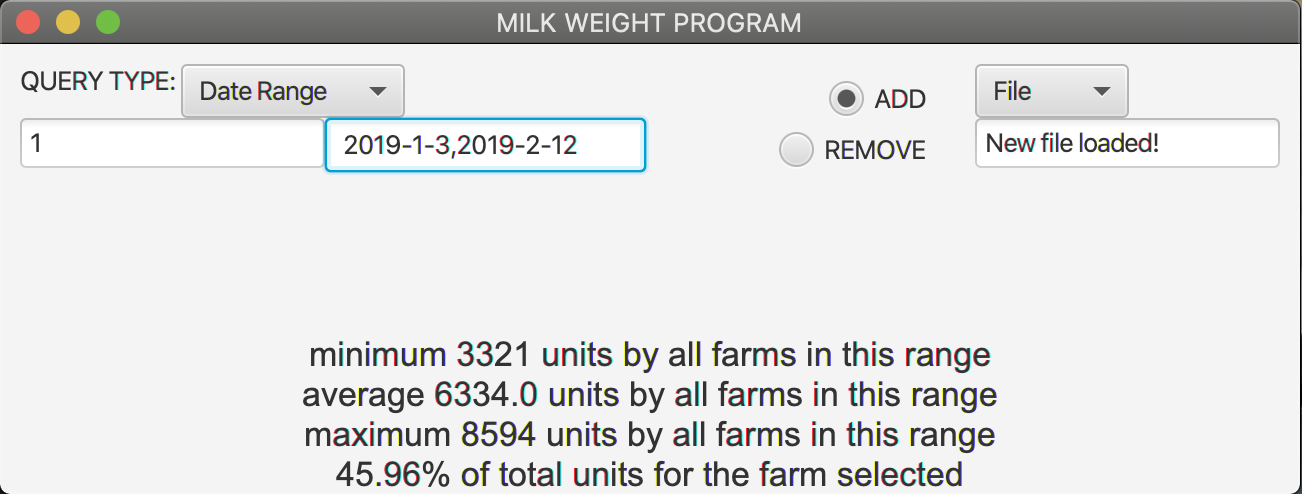 MILK WEIGHT PROGRAM
QUERY TYPE: Date Range
ADD
File
1
2019-1-3,2019-2-12
REMOVE
New file loaded!
minimum 3321 units by all farms in this range
average 6334.0 units by all farms in this range
maximum 8594 units by all farms in this range
45.96% of total units for the farm selected